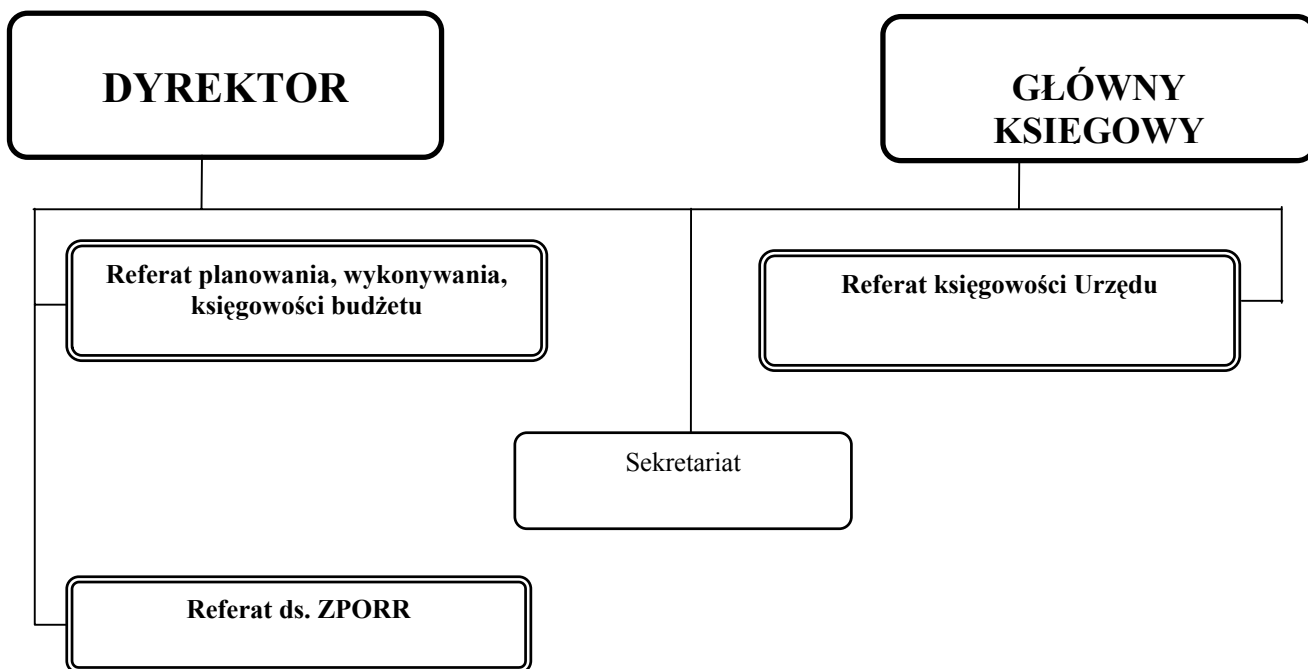 DYREKTOR
GŁÓWNY
KSIEGOWY
Referat planowania, wykonywania,
księgowości budżetu
Referat księgowości Urzędu
Sekretariat
Referat ds. ZPORR